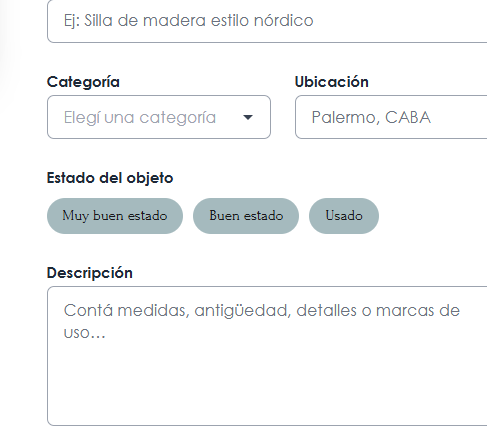 Ej: Silla de madera estilo nórdico
Categoría
Ubicación
Elegí una categoría
Palermo, CABA
Estado del objeto
Muy buen estado
Buen estado
Usado
Descripción
Contá medidas, antigüedad, detalles o marcas de
uso...